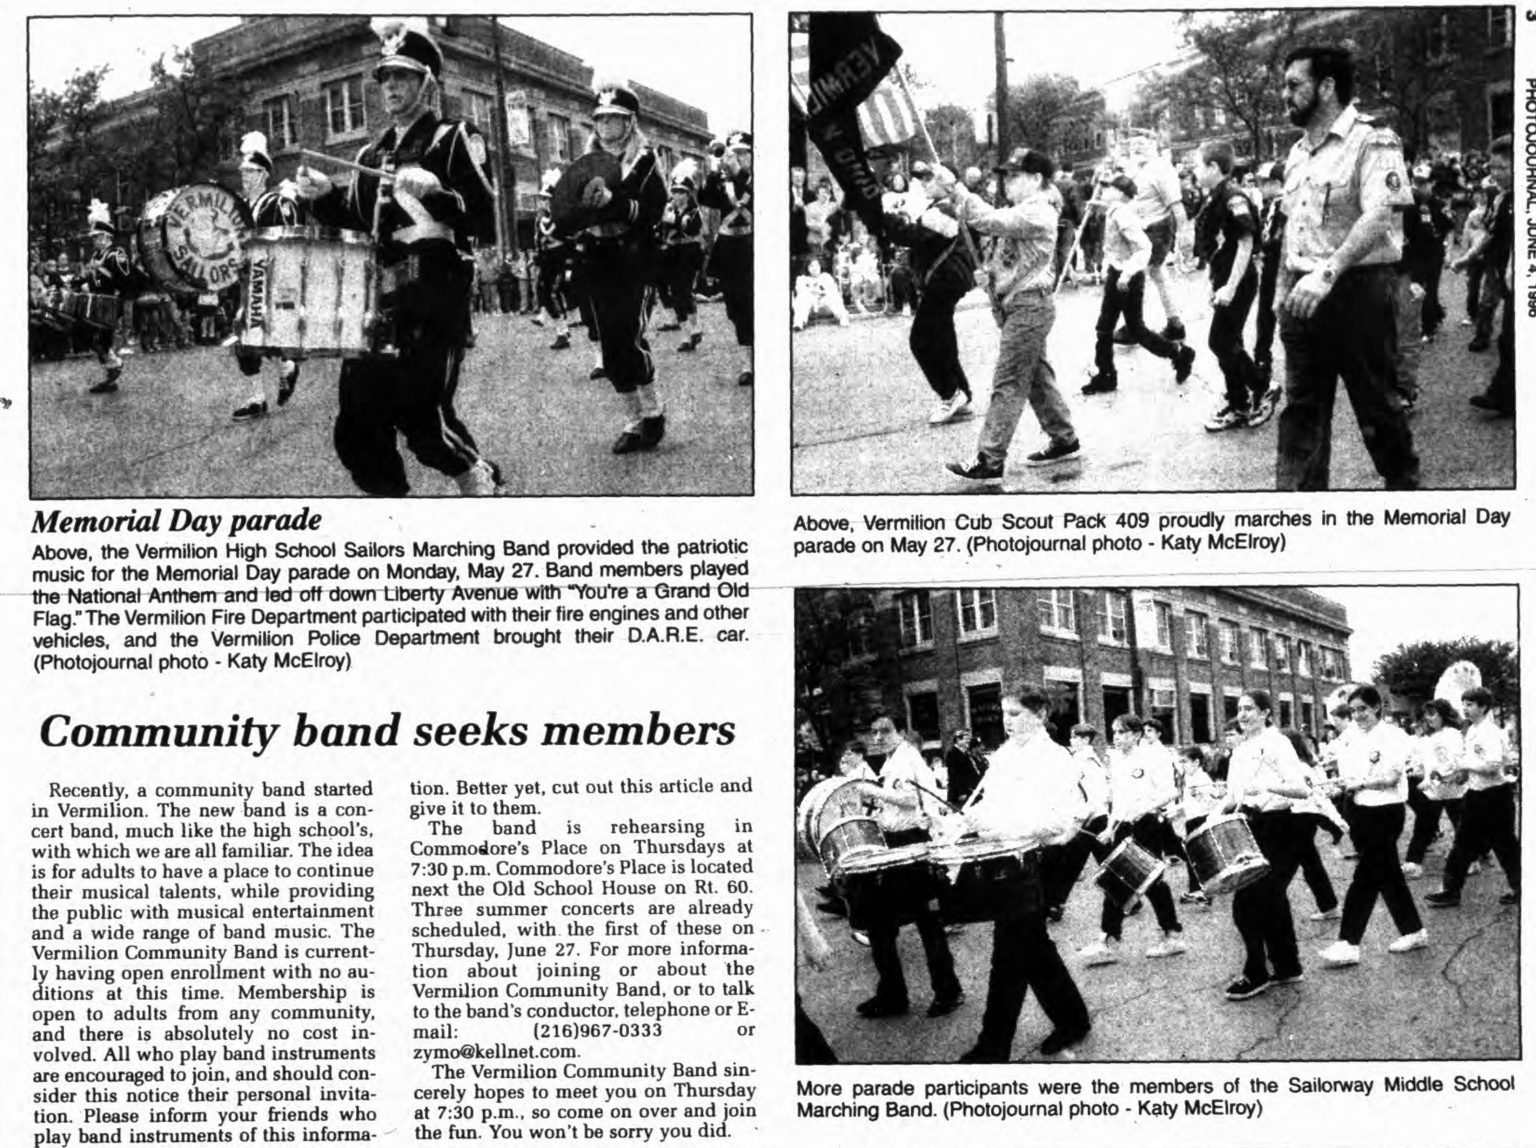 3 PHOTOJOURNAL, JUNE 4, 1996
VERMILION
SAILORS
YAMAHA
Memorial Day parade
Above, the Vermilion High School Sailors Marching Band provided the patriotic
music for the Memorial Day parade on Monday, May 27. Band members played
the National Anthem and led off down Liberty Avenue with "You're a Grand Old
Flag." The Vermilion Fire Department participated with their fire engines and other
vehicles, and the Vermilion Police Department brought their D.A.R.E. car.
(Photojournal photo - Katy McElroy)
VERMIL
OHIO
Above, Vermilion Cub Scout Pack 409 proudly marches in the Memorial Day
parade on May 27. (Photojournal photo - Katy McElroy)
Community band seeks members
Recently, a community band started
in Vermilion. The new band is a con-
cert band, much like the high school's,
with which we are all familiar. The idea
is for adults to have a place to continue
their musical talents, while providing
the public with musical entertainment
and a wide range of band music. The
Vermilion Community Band is current-
ly having open enrollment with no au-
ditions at this time. Membership is
open to adults from any community,
and there is absolutely no cost in-
volved. All who play band instruments
are encouraged to join, and should con-
sider this notice their personal invita-
tion. Please inform your friends who
play band instruments of this informa-
tion. Better yet, cut out this article and
give it to them.
The band is rehearsing in
Commodore's Place on Thursdays at
7:30 p.m. Commodore's Place is located
next the Old School House on Rt. 60.
Three summer concerts are already
scheduled, with the first of these on
Thursday, June 27. For more informa-
tion about joining or about the
Vermilion Community Band, or to talk
to the band's conductor, telephone or E-
mail: (216)967-0333 or
zymo@kellnet.com.
The Vermilion Community Band sin-
cerely hopes to meet you on Thursday
at 7:30 p.m., so come on over and join
the fun. You won't be sorry you did.
More parade participants were the members of the Sailorway Middle School
Marching Band. (Photojournal photo - Katy McElroy)